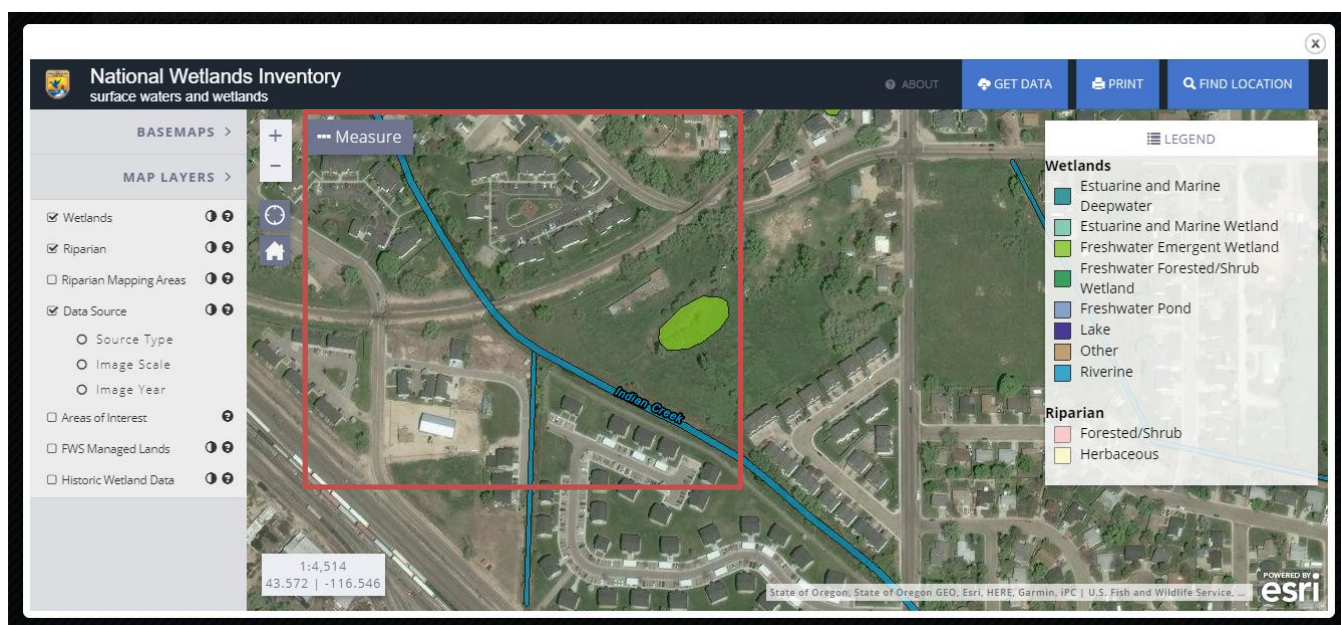 National Wetlands Inventory
surface waters and wetlands
ABOUT
GET DATA
PRINT
FIND LOCATION
BASEMAPS >
MAP LAYERS >
Wetlands
Riparian
Riparian Mapping Areas
Data Source
Source Type
Image Scale
Image Year
Areas of Interest
FWS Managed Lands
Historic Wetland Data
+
−
Measure
Indian Creek
1:4,514
43.572 | -116.546
LEGEND
Wetlands
Estuarine and Marine
Deepwater
Estuarine and Marine Wetland
Freshwater Emergent Wetland
Freshwater Forested/Shrub
Wetland
Freshwater Pond
Lake
Other
Riverine
Riparian
Forested/Shrub
Herbaceous
State of Oregon, State of Oregon GEO, Esri, HERE, Garmin, iPC | U.S. Fish and Wildlife Service, ...
POWERED BY
esri